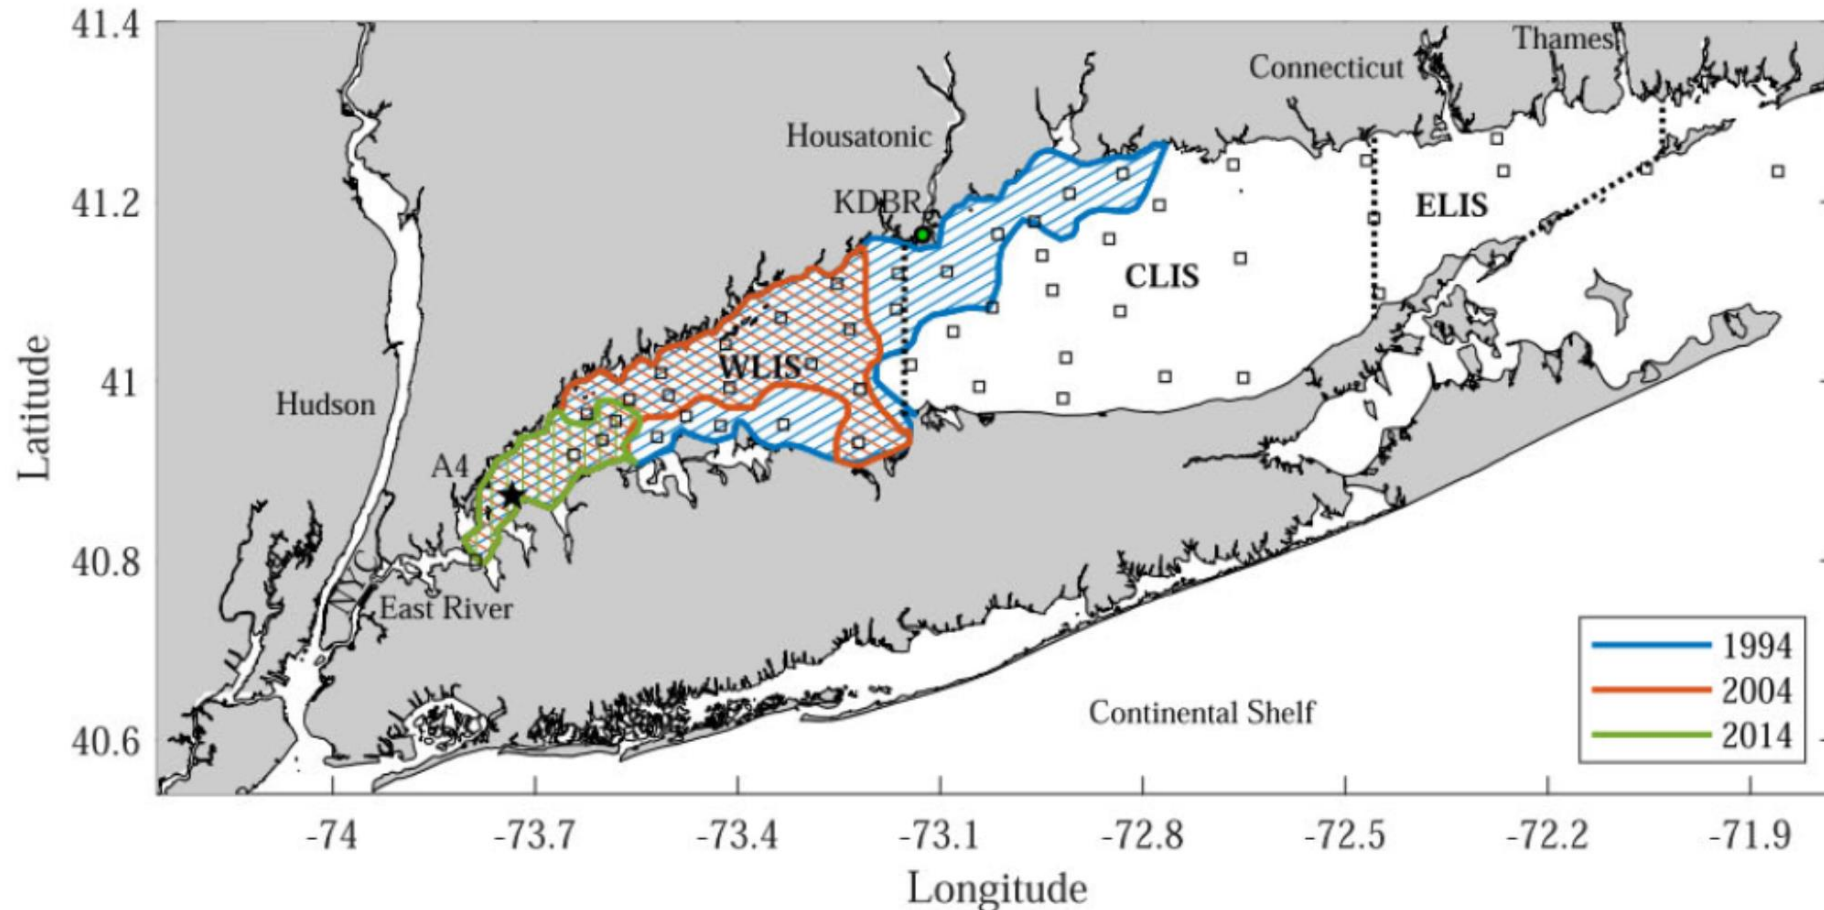 41.4
41.2
41
40.8
40.6
Latitude
-74
-73.7
-73.4
-73.1
-72.8
-72.5
-72.2
-71.9
Longitude
Thames
Connecticut
Housatonic
KDBR
ELIS
CLIS
WLIS
Hudson
A4
NYC
East River
Continental Shelf
1994
2004
2014